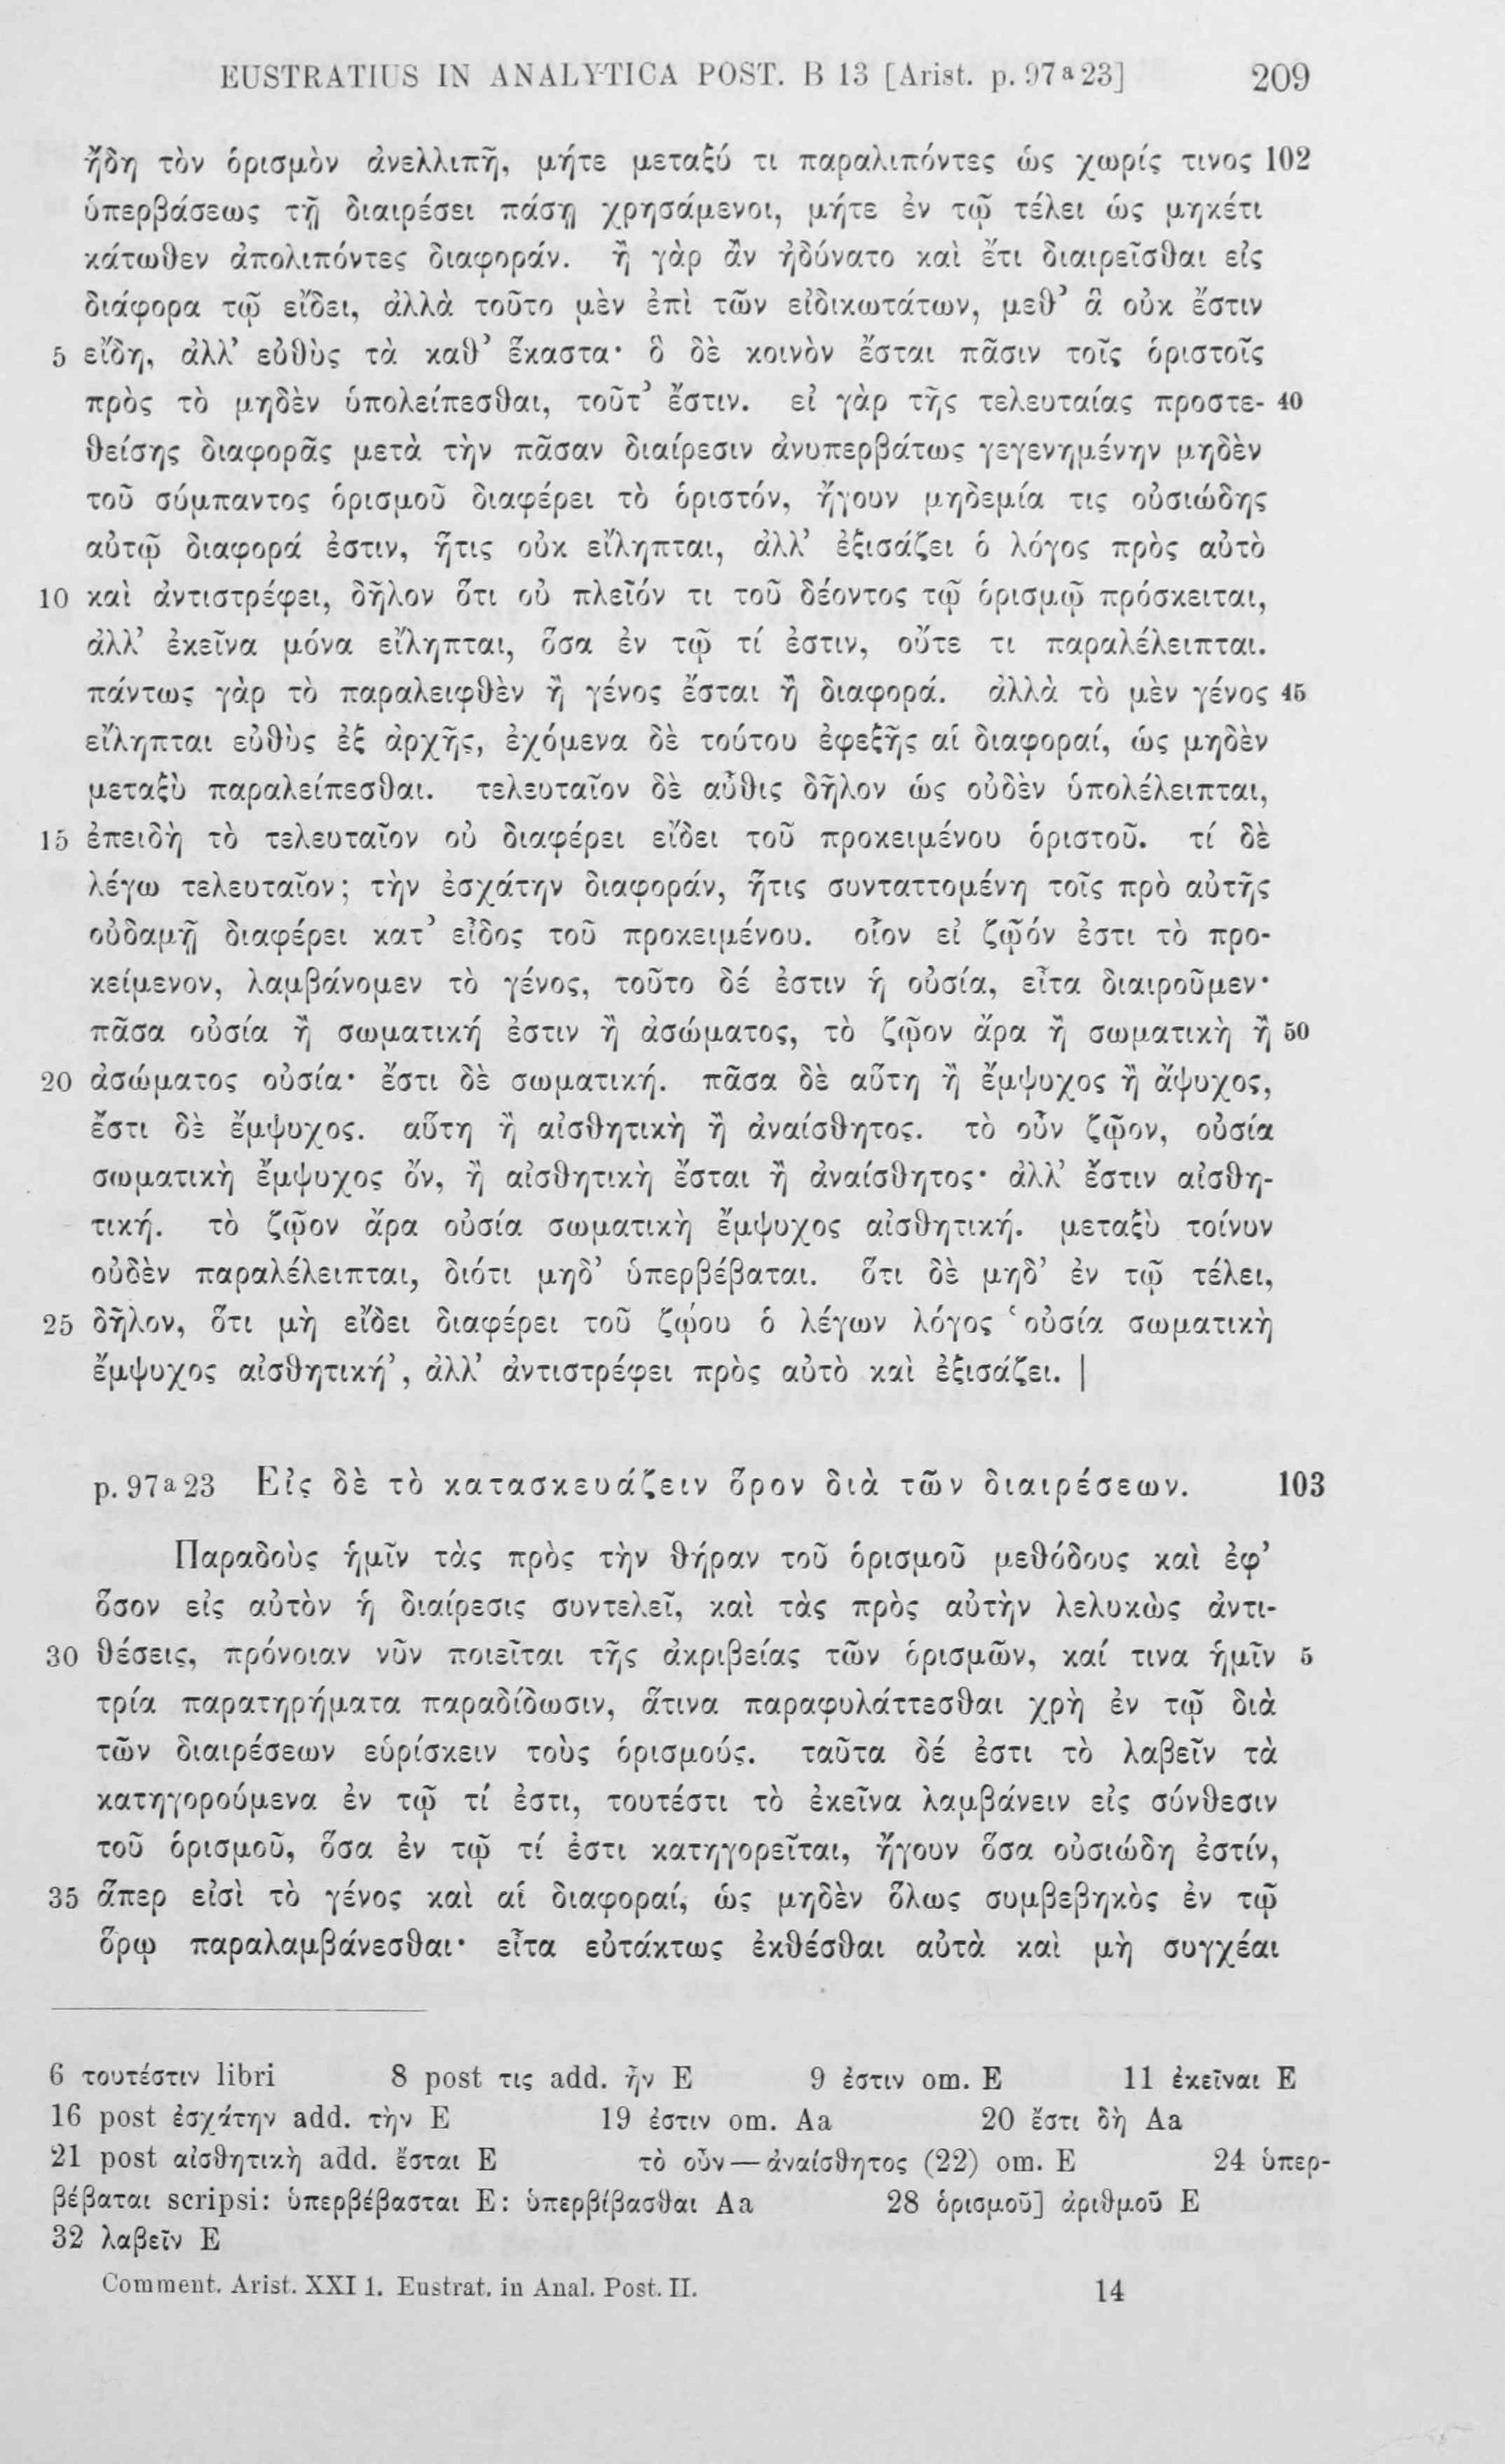 EUSTRATIUS IN ANALYTICA POST. B 13 [Arist. p. 97ª23] 209
ἤδη τὸν ὁρισμὸν ἀνελλιπῆ, μήτε μεταξύ τι παραλιπόντες ὡς χωρίς τινος 102
ὑπερβάσεως τῇ διαιρέσει πάσῃ χρησάμενοι, μήτε ἐν τῷ τέλει ὡς μηκέτι
κάτωθεν ἀπολιπόντες διαφοράν. ἢ γὰρ ἂν ἠδύνατο καὶ ἔτι διαιρεῖσθαι εἰς
διάφορα τῷ εἴδει, ἀλλὰ τοῦτο μὲν ἐπὶ τῶν εἰδικωτάτων, μεθ’ ἃ οὐκ ἔστιν
5 εἴδη, ἀλλ’ εὐθὺς τὰ καθ’ ἕκαστα· ὃ δὲ κοινὸν ἔσται πᾶσιν τοῖς ὁριστοῖς
πρὸς τὸ μηδὲν ὑπολείπεσθαι, τοῦτ’ ἔστιν. εἰ γὰρ τῆς τελευταίας προστε- 40
θείσης διαφορᾶς μετὰ τὴν πᾶσαν διαίρεσιν ἀνυπερβάτως γεγενημένην μηδὲν
τοῦ σύμπαντος ὁρισμοῦ διαφέρει τὸ ὁριστόν, ἤγουν μηδεμία τις οὐσιώδης
αὐτῷ διαφορά ἐστιν, ἥτις οὐκ εἴληπται, ἀλλ’ ἐξισάζει ὁ λόγος πρὸς αὐτὸ
10 καὶ ἀντιστρέφει, δῆλον ὅτι οὐ πλεῖόν τι τοῦ δέοντος τῷ ὁρισμῷ πρόσκειται,
ἀλλ’ ἐκεῖνα μόνα εἴληπται, ὅσα ἐν τῷ τί ἐστιν, οὔτε τι παραλέλειπται.
πάντως γὰρ τὸ παραλειφθὲν ἢ γένος ἔσται ἢ διαφορά. ἀλλὰ τὸ μὲν γένος 45
εἴληπται εὐθὺς ἐξ ἀρχῆς, ἐχόμενα δὲ τούτου ἐφεξῆς αἱ διαφοραί, ὡς μηδὲν
μεταξὺ παραλείπεσθαι. τελευταῖον δὲ αὖθις δῆλον ὡς οὐδὲν ὑπολέλειπται,
15 ἐπειδὴ τὸ τελευταῖον οὐ διαφέρει εἴδει τοῦ προκειμένου ὁριστοῦ. τί δὲ
λέγω τελευταῖον; τὴν ἐσχάτην διαφοράν, ἥτις συνταττομένη τοῖς πρὸ αὐτῆς
οὐδαμῇ διαφέρει κατ’ εἶδος τοῦ προκειμένου. οἷον εἰ ζῷόν ἐστι τὸ προ-
κείμενον, λαμβάνομεν τὸ γένος, τοῦτο δέ ἐστιν ἡ οὐσία, εἶτα διαιροῦμεν·
πᾶσα οὐσία ἢ σωματική ἐστιν ἢ ἀσώματος, τὸ ζῷον ἄρα ἢ σωματικὴ ἢ 50
20 ἀσώματος οὐσία· ἔστι δὲ σωματική. πᾶσα δὲ αὕτη ἢ ἔμψυχος ἢ ἄψυχος,
ἔστι δὲ ἔμψυχος. αὕτη ἢ αἰσθητικὴ ἢ ἀναίσθητος. τὸ οὖν ζῷον, οὐσία
σωματικὴ ἔμψυχος ὄν, ἢ αἰσθητικὴ ἔσται ἢ ἀναίσθητος· ἀλλ’ ἔστιν αἰσθη-
τική. τὸ ζῷον ἄρα οὐσία σωματικὴ ἔμψυχος αἰσθητική. μεταξὺ τοίνυν
οὐδὲν παραλέλειπται, διότι μηδ’ ὑπερβέβαται. ὅτι δὲ μηδ’ ἐν τῷ τέλει,
25 δῆλον, ὅτι μὴ εἴδει διαφέρει τοῦ ζῴου ὁ λέγων λόγος ‘οὐσία σωματικὴ
ἔμψυχος αἰσθητική’, ἀλλ’ ἀντιστρέφει πρὸς αὐτὸ καὶ ἐξισάζει. |
p. 97ª23 Εἰς δὲ τὸ κατασκευάζειν ὅρον διὰ τῶν διαιρέσεων. 103
Παραδοὺς ἡμῖν τὰς πρὸς τὴν θήραν τοῦ ὁρισμοῦ μεθόδους καὶ ἐφ’
ὅσον εἰς αὐτὸν ἡ διαίρεσις συντελεῖ, καὶ τὰς πρὸς αὐτὴν λελυκὼς ἀντι-
30 θέσεις, πρόνοιαν νῦν ποιεῖται τῆς ἀκριβείας τῶν ὁρισμῶν, καί τινα ἡμῖν 5
τρία παρατηρήματα παραδίδωσιν, ἅτινα παραφυλάττεσθαι χρὴ ἐν τῷ διὰ
τῶν διαιρέσεων εὑρίσκειν τοὺς ὁρισμούς. ταῦτα δέ ἐστι τὸ λαβεῖν τὰ
κατηγορούμενα ἐν τῷ τί ἐστι, τουτέστι τὸ ἐκεῖνα λαμβάνειν εἰς σύνθεσιν
τοῦ ὁρισμοῦ, ὅσα ἐν τῷ τί ἐστι κατηγορεῖται, ἤγουν ὅσα οὐσιώδη ἐστίν,
35 ἅπερ εἰσὶ τὸ γένος καὶ αἱ διαφοραί, ὡς μηδὲν ὅλως συμβεβηκὸς ἐν τῷ
ὅρῳ παραλαμβάνεσθαι· εἶτα εὐτάκτως ἐκθέσθαι αὐτὰ καὶ μὴ συγχέαι
6 τουτέστιν libri 8 post τις add. ἦν E 9 ἐστιν om. E 11 ἐκεῖναι E
16 post ἐσχάτην add. τὴν E 19 ἐστιν om. Aa 20 ἔστι δὴ Aa
21 post αἰσθητικὴ add. ἔσται E τὸ οὖν—ἀναίσθητος (22) om. E 24 ὑπερ-
βέβαται scripsi: ὑπερβέβασται E: ὑπερβίβασθαι Aa 28 ὁρισμοῦ] ἀριθμοῦ E
32 λαβεῖν E
Comment. Arist. XXI 1. Eustrat. in Anal. Post. II. 14